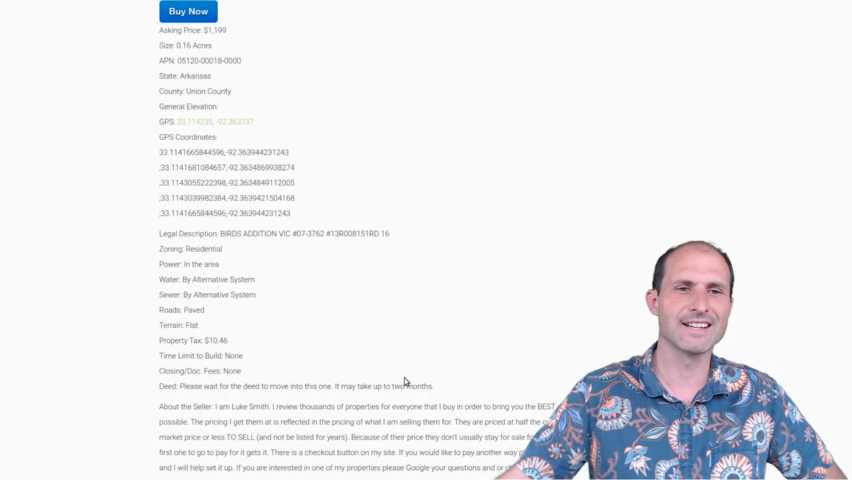 Buy Now
Asking Price: $1,199
Size: 0.16 Acres
APN: 05120-00018-0000
State: Arkansas
County: Union County
General Elevation:
GPS: 33.114235, -92.363737
GPS Coordinates:
33.1141665844596,-92.363944231243
;33.1141681084657,-92.3634869938274
;33.1143055222398,-92.3634849112005
;33.1143039982384,-92.3639421504168
;33.1141665844596,-92.363944231243
Legal Description: BIRDS ADDITION VIC #07-3762 #13R008151RD 16
Zoning: Residential
Power: In the area
Water: By Alternative System
Sewer: By Alternative System
Roads: Paved
Terrain: Flat
Property Tax: $10.46
Time Limit to Build: None
Closing/Doc. Fees: None
Deed: Please wait for the deed to move into this one. It may take up to two months.
About the Seller: I am Luke Smith. I review thousands of properties for everyone that I buy in order to bring you the BEST
possible. The pricing I get them at is reflected in the pricing of what I am selling them for. They are priced at half the
market price or less TO SELL (and not be listed for years). Because of their price they don't usually stay for sale
first one to go to pay for it gets it. There is a checkout button on my site. If you would like to pay another way
and I will help set it up. If you are interested in one of my properties please Google your questions and or